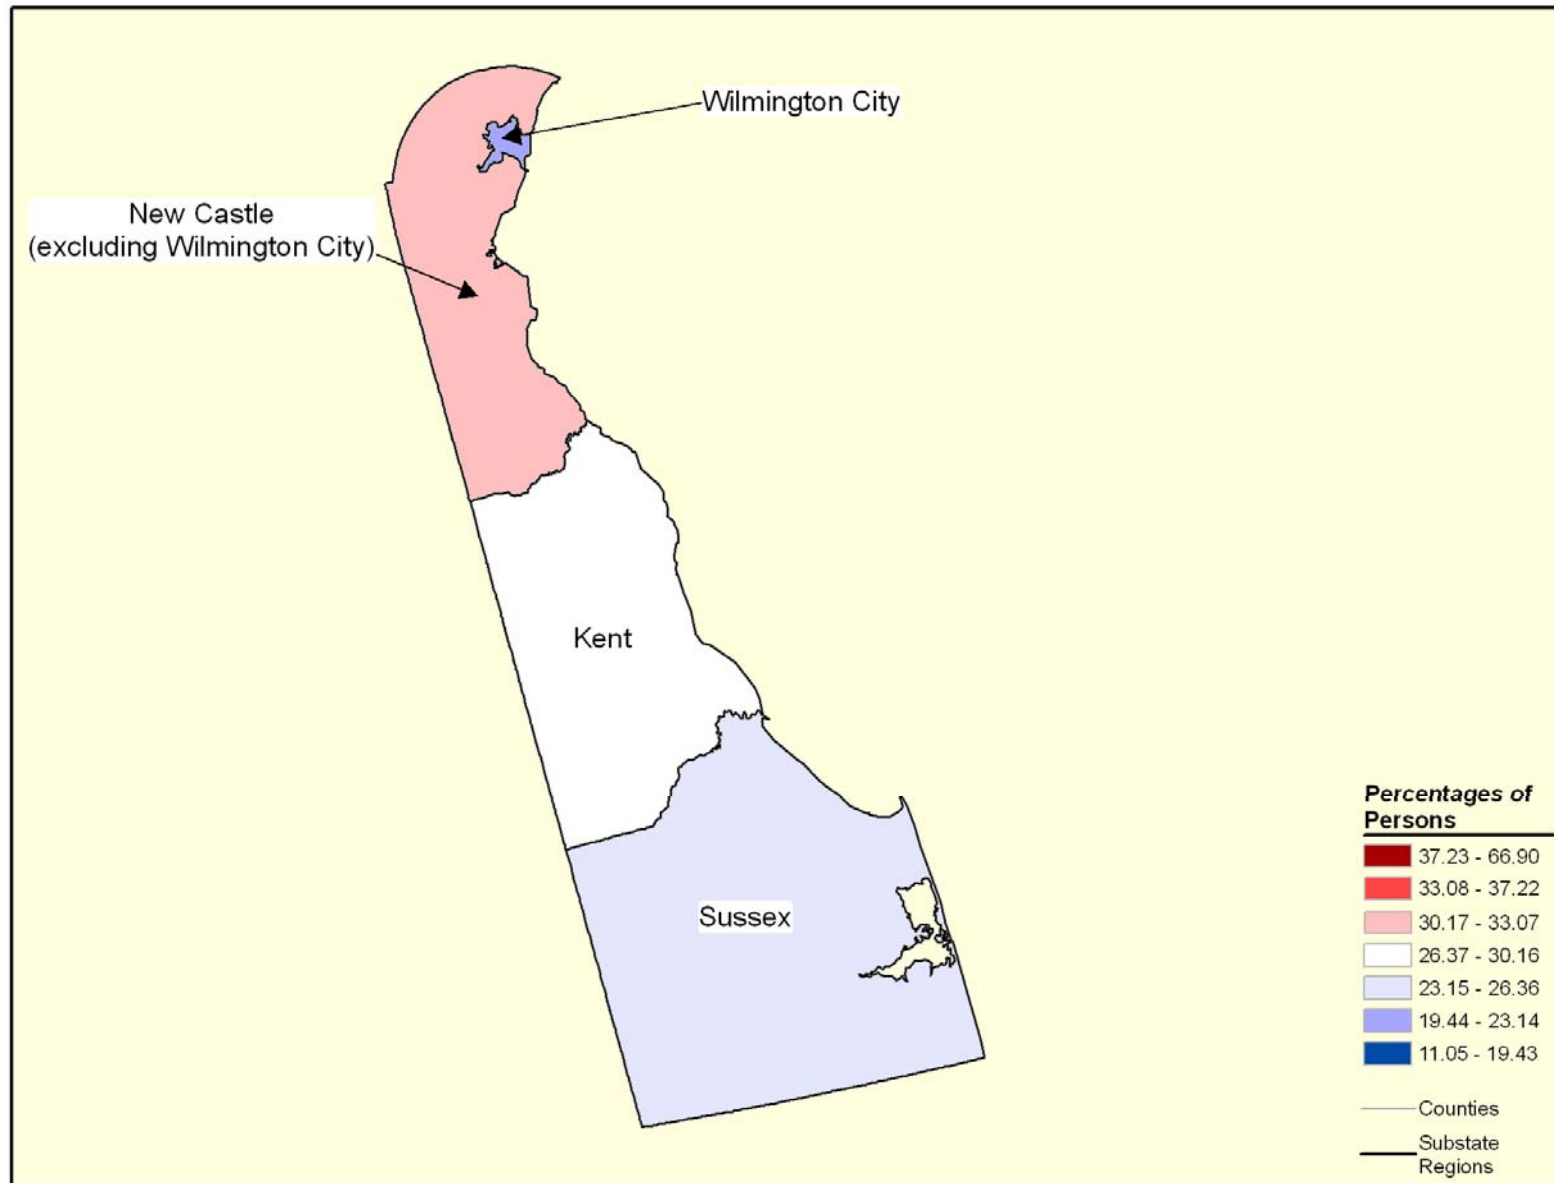 Wilmington City
New Castle
(excluding Wilmington City)
Kent
Sussex
Percentages of
Persons
37.23 - 66.90
33.08 - 37.22
30.17 - 33.07
26.37 - 30.16
23.15 - 26.36
19.44 - 23.14
11.05 - 19.43
Counties
Substate
Regions